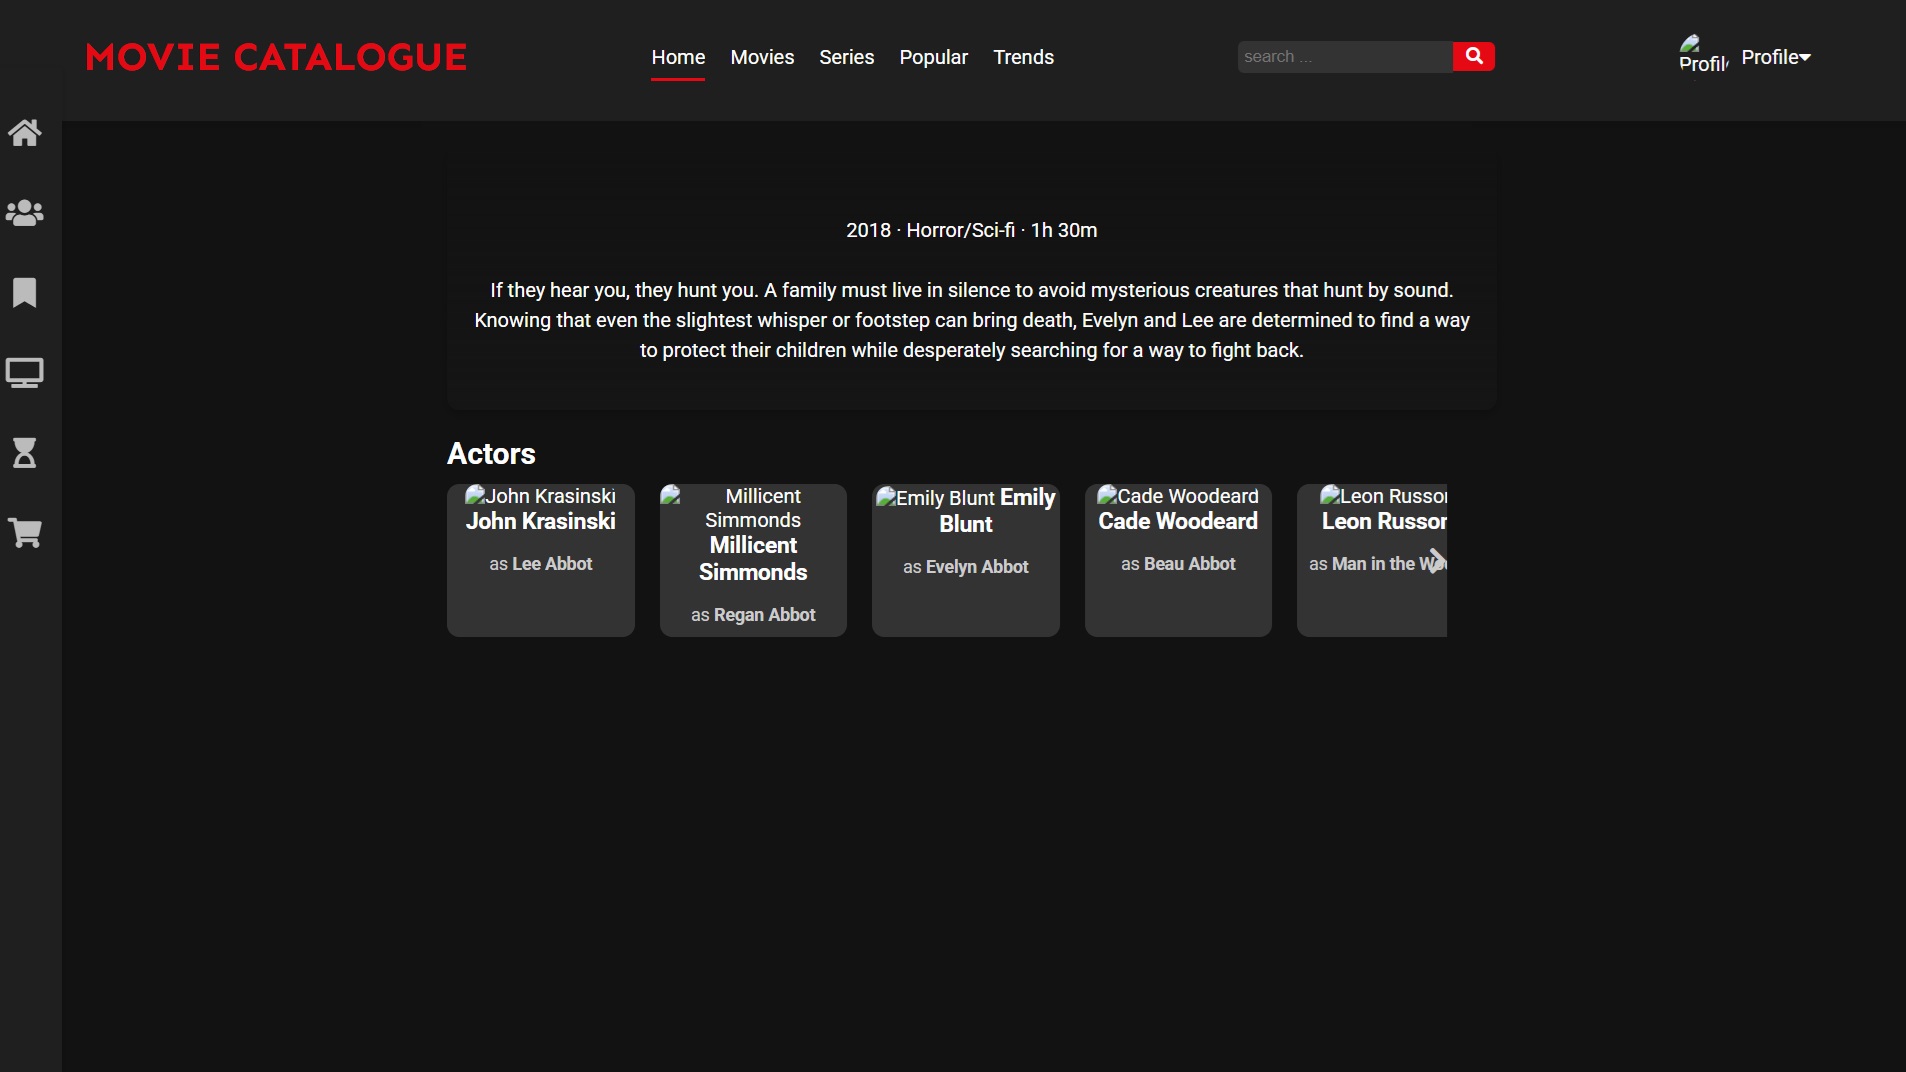 MOVIE CATALOGUE
Home Movies Series Popular Trends
search ...
Profil
Profile
2018 · Horror/Sci-fi · 1h 30m
If they hear you, they hunt you. A family must live in silence to avoid mysterious creatures that hunt by sound.
Knowing that even the slightest whisper or footstep can bring death, Evelyn and Lee are determined to find a way
to protect their children while desperately searching for a way to fight back.
Actors
John Krasinski
John Krasinski
as Lee Abbot
Millicent
Simmonds
Millicent
Simmonds
as Regan Abbot
Emily Blunt Emily
Blunt
as Evelyn Abbot
Cade Woodeard
Cade Woodeard
as Beau Abbot
Leon Russom
Leon Russom
as Man in the